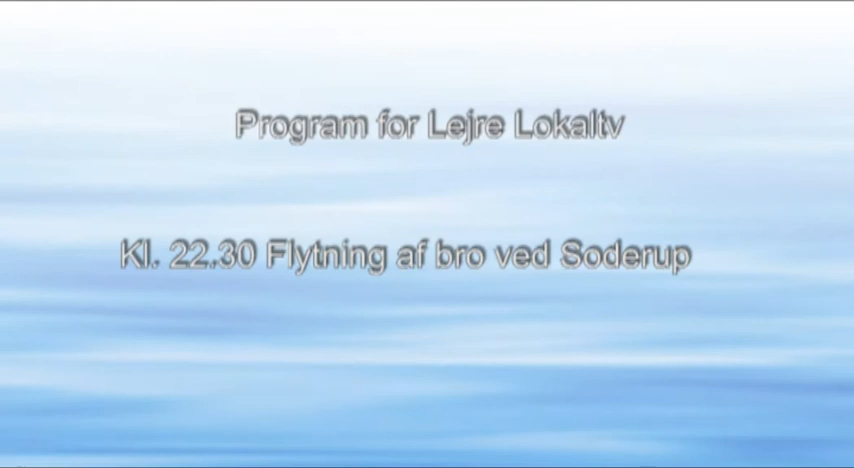 Program for Lejre Lokaltv
Kl. 22.30 Flytning af bro ved Soderup